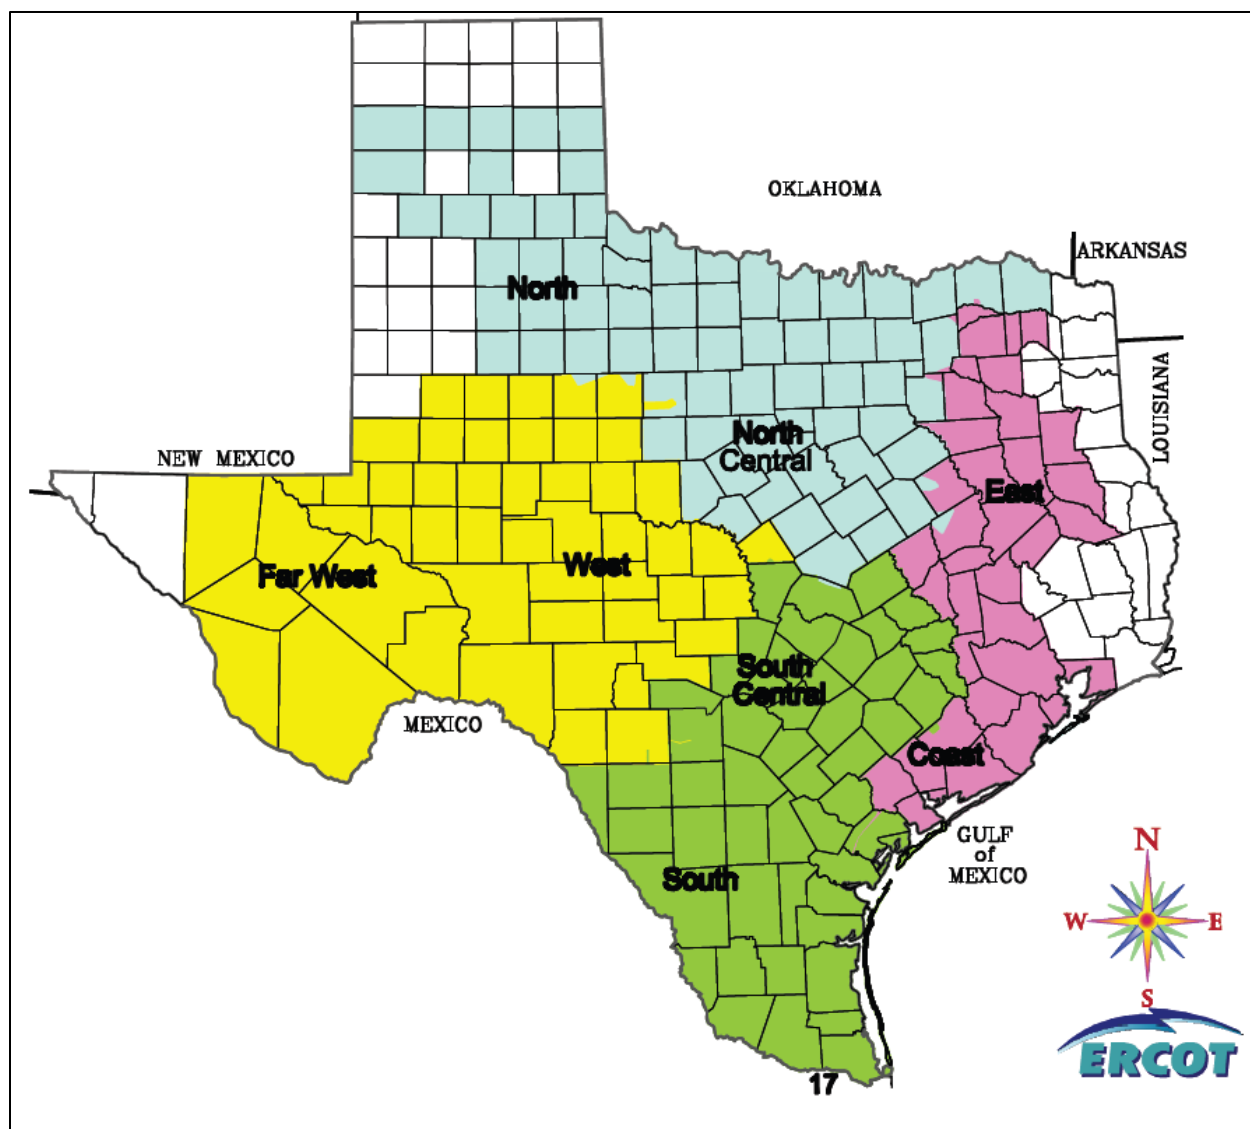 OKLAHOMA
ARKANSAS
North
LOUISIANA
North
Central
NEW MEXICO
East
West
Far West
South
Central
MEXICO
Coast
GULF
of
MEXICO
South
N
W
E
S
ERCOT
17